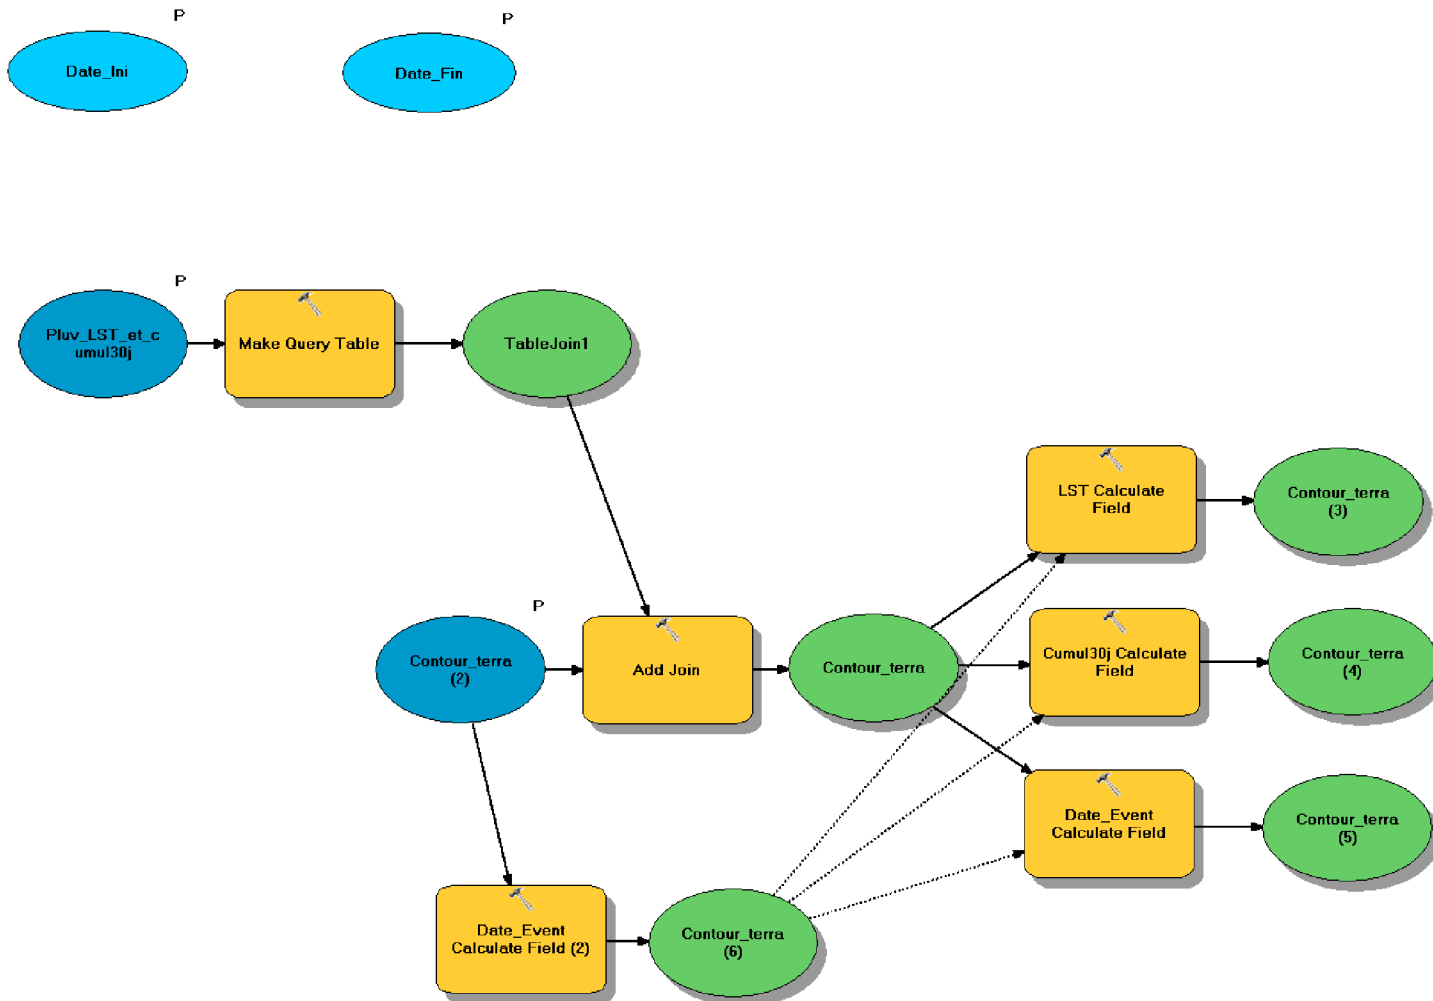 P
P
Date_Ini
Date_Fin
P
Pluv_LST_et_c
umul30j
Make Query Table
TableJoin1
LST Calculate
Field
Contour_terra
(3)
P
Contour_terra
(2)
Add Join
Contour_terra
Cumul30j Calculate
Field
Contour_terra
(4)
Date_Event
Calculate Field
Contour_terra
(5)
Date_Event
Calculate Field (2)
Contour_terra
(6)